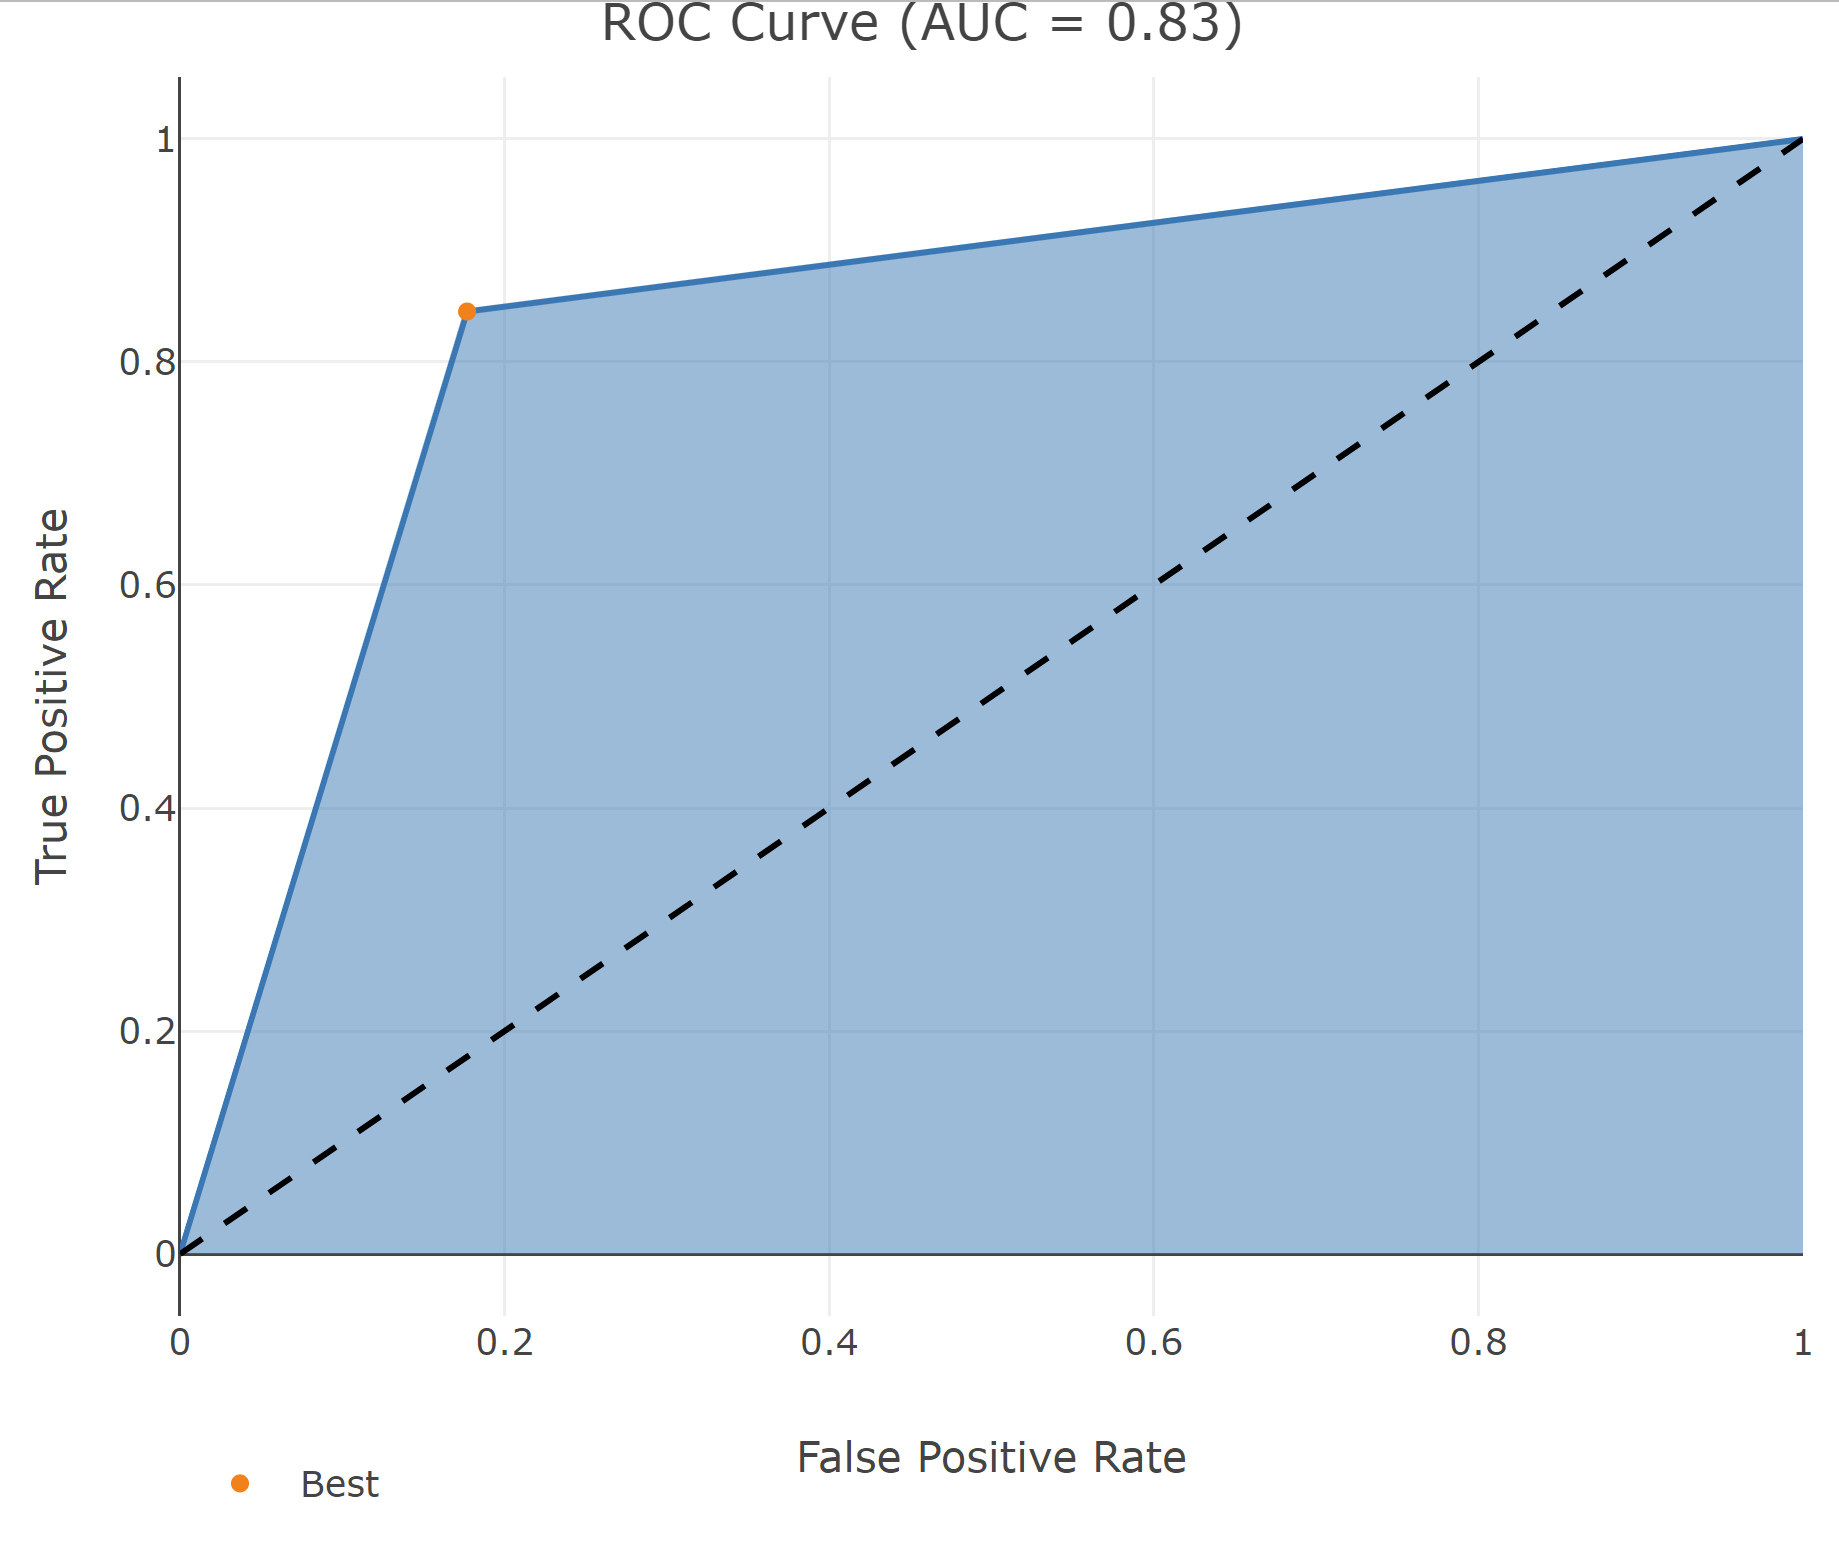 ROC Curve (AUC = 0.83)
True Positive Rate
1
0.8
0.6
0.4
0.2
0
0 0.2 0.4 0.6 0.8 1
False Positive Rate
Best